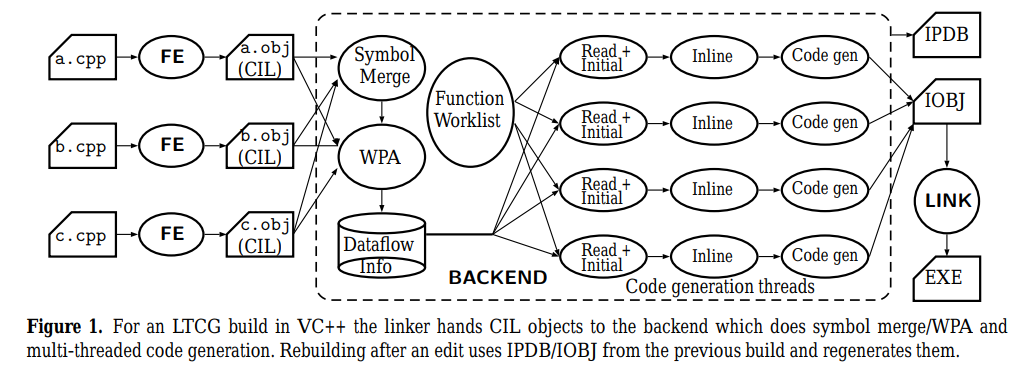 a.cpp
FE
a.obj
(CIL)
b.cpp
FE
b.obj
(CIL)
c.cpp
FE
c.obj
(CIL)
Symbol
Merge
WPA
Dataflow
Info
Function
Worklist
BACKEND
Read +
Initial
Inline
Code gen
Read +
Initial
Inline
Code gen
Read +
Initial
Inline
Code gen
Read +
Initial
Inline
Code gen
Code generation threads
IPDB
IOBJ
LINK
EXE
Figure 1. For an LTCG build in VC++ the linker hands CIL objects to the backend which does symbol merge/WPA and
multi-threaded code generation. Rebuilding after an edit uses IPDB/IOBJ from the previous build and regenerates them.